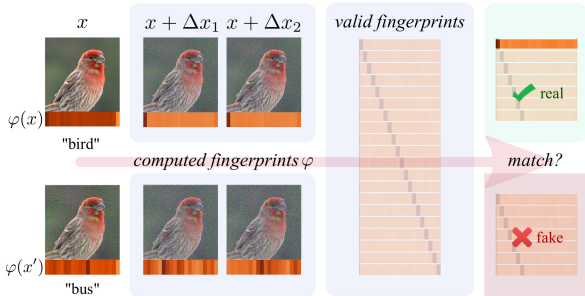 x
x + Δx₁
x + Δx₂
valid fingerprints
φ(x)
"bird"
real
computed fingerprints φ
match?
φ(x′)
"bus"
fake